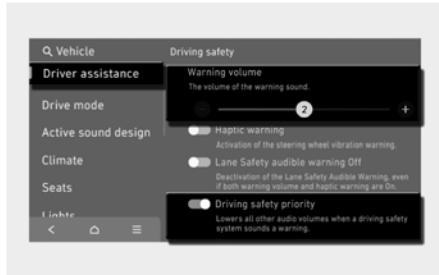 Vehicle
Driving safety
Driver assistance
Warning volume
The volume of the warning sound.
2
Drive mode
Haptic warning
Active sound design
Activation of the steering wheel vibration warning.
Lane Safety audible warning Off
Climate
Deactivation of the Lane Safety Audible Warning, even
if both warning volume and haptic warning are On.
Seats
Driving safety priority
Lights
Lowers all other audio volumes when a driving safety
system sounds a warning.